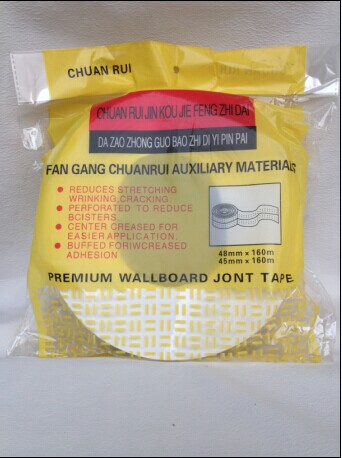 CHUAN RUI
CHUAN RUI JIN KOU JIE FENG ZHI DAI
DA ZAO ZHONG GUO BAO ZHI DI YI PIN PAI
FAN GANG CHUANRUI AUXILIARY MATERIALS
REDUCES STRETCHING
WRINKING, CRACKING.
PERFORATED TO REDUCE
BCISTERS.
CENTER CREASED FOR
EASIER APPLICATION.
BUFFED FOR/WCREASED
ADHESION
48mm × 160m
45mm × 160m
PREMIUM WALLBOARD JONT TAPE